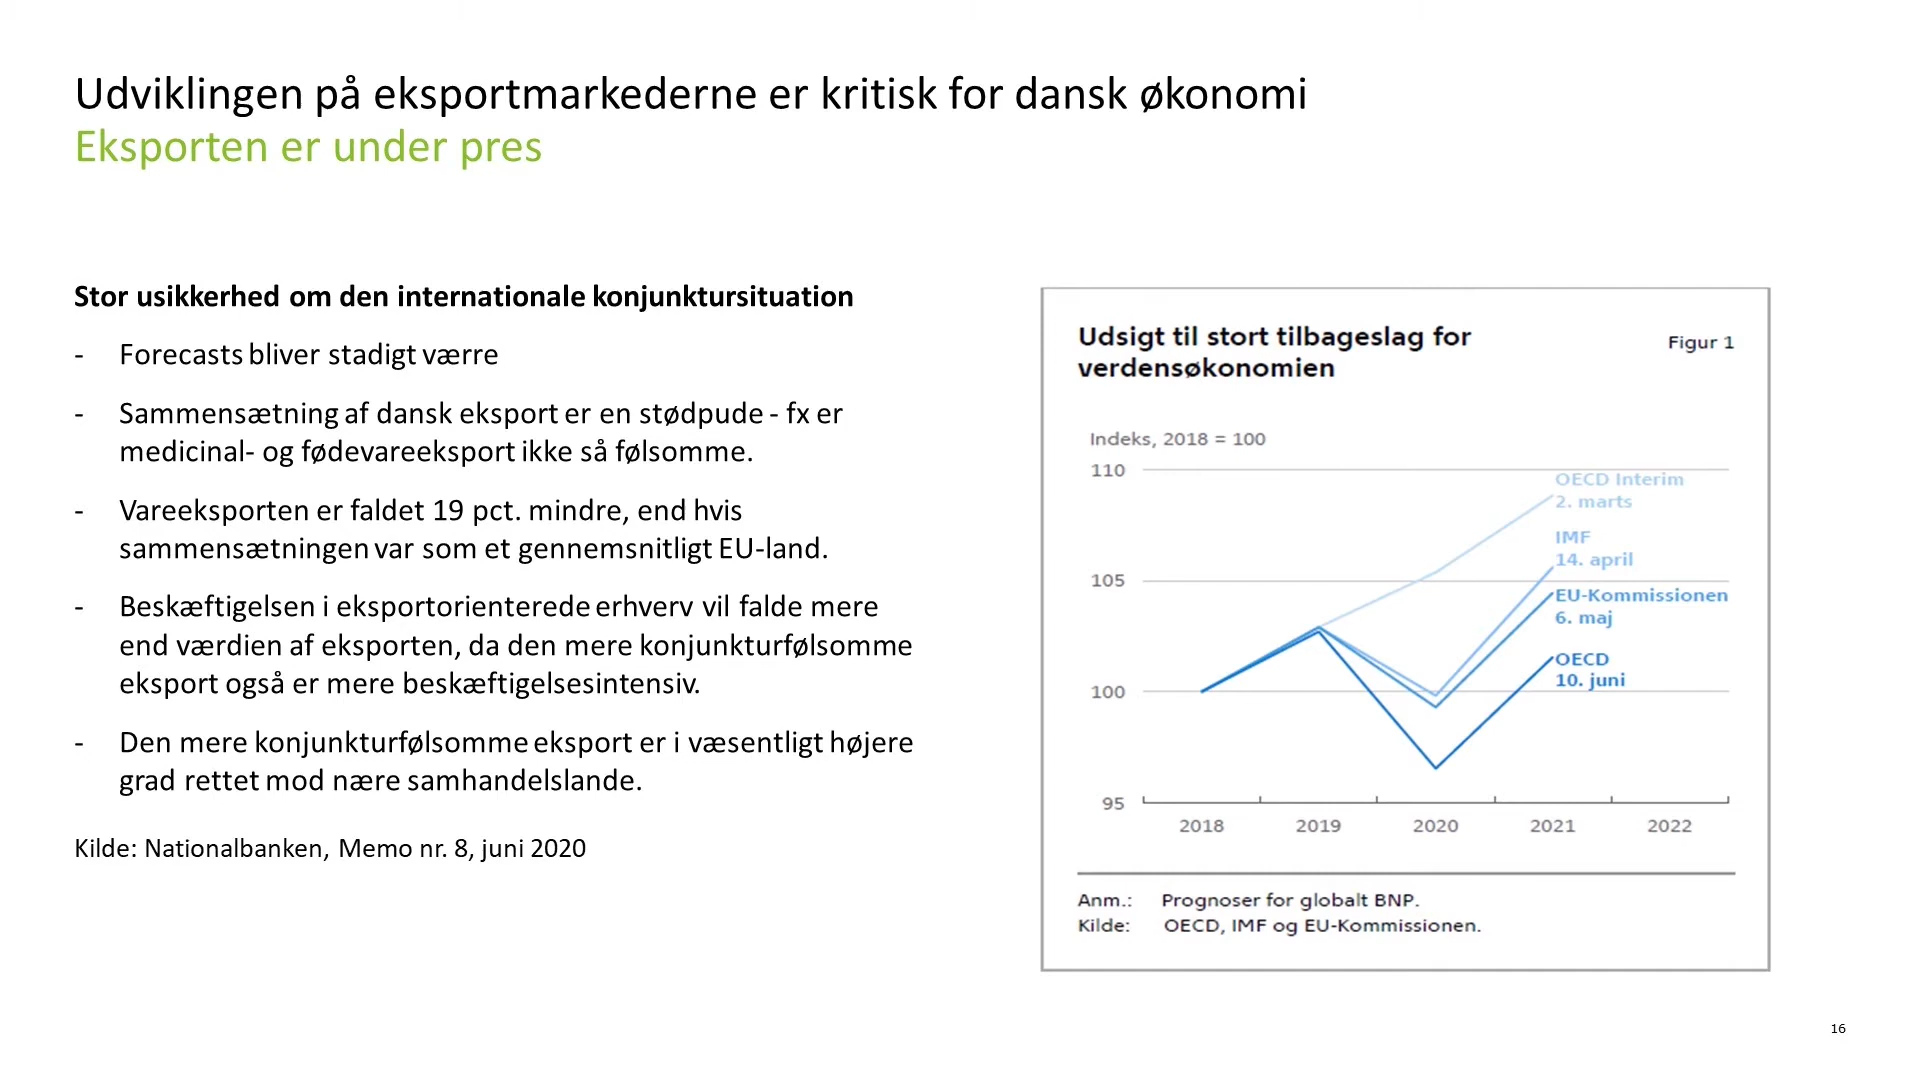 Udviklingen på eksportmarkederne er kritisk for dansk økonomi
Eksporten er under pres
Stor usikkerhed om den internationale konjunktursituation
- Forecasts bliver stadigt værre
- Sammensætning af dansk eksport er en stødpude - fx er
medicinal- og fødevareeksport ikke så følsomme.
- Vareeksporten er faldet 19 pct. mindre, end hvis
sammensætningen var som et gennemsnitligt EU-land.
- Beskæftigelsen i eksportorienterede erhverv vil falde mere
end værdien af eksporten, da den mere konjunkturfølsomme
eksport også er mere beskæftigelsesintensiv.
- Den mere konjunkturfølsomme eksport er i væsentligt højere
grad rettet mod nære samhandelslande.
Kilde: Nationalbanken, Memo nr. 8, juni 2020
Udsigt til stort tilbageslag for
verdensøkonomien
Figur 1
Indeks, 2018 = 100
110
OECD Interim
2. marts
IMF
14. april
105
EU-Kommissionen
6. maj
OECD
10. juni
100
95
2018 2019 2020 2021 2022
Anm.: Prognoser for globalt BNP.
Kilde: OECD, IMF og EU-Kommissionen.
16